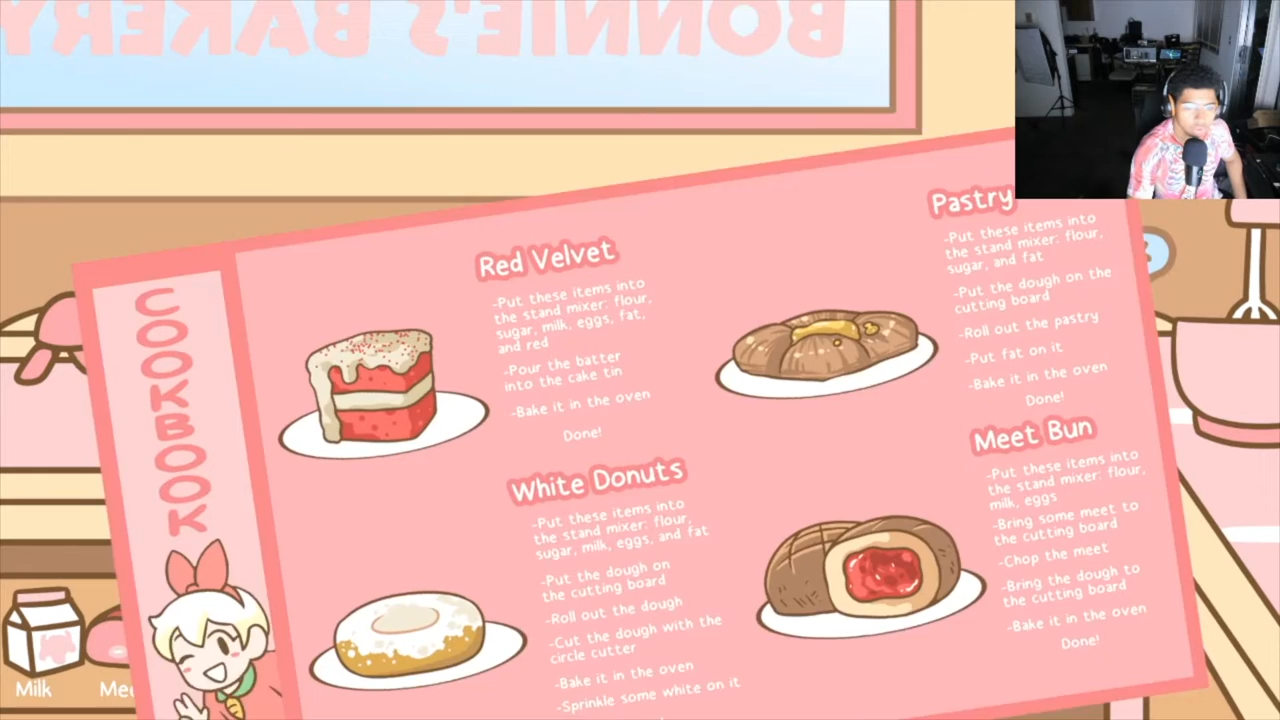 BONNIE'S BAKERY
COOKBOOK
Red Velvet
-Put these items into
the stand mixer: flour,
sugar, milk, eggs, fat,
and red
-Pour the batter
into the cake tin
-Bake it in the oven
Done!
White Donuts
-Put these items into
the stand mixer: flour,
sugar, milk, eggs, and fat
-Put the dough on
the cutting board
-Roll out the dough
-Cut the dough with the
circle cutter
-Bake it in the oven
-Sprinkle some white on it
Pastry
-Put these items into
the stand mixer: flour,
sugar, and fat
-Put the dough on the
cutting board
-Roll out the pastry
-Put fat on it
-Bake it in the oven
Done!
Meet Bun
-Put these items into
the stand mixer: flour,
milk, eggs
-Bring some meet to
the cutting board
-Chop the meet
-Bring the dough to
the cutting board
-Bake it in the oven
Done!
Milk
Mee